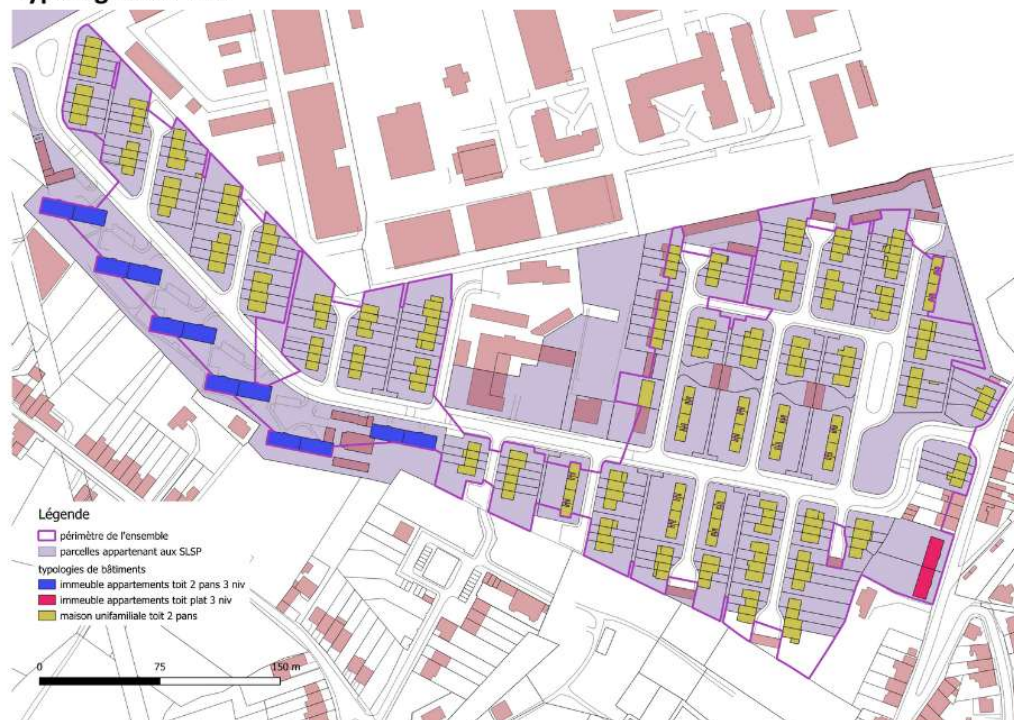 Légende
périmètre de l'ensemble
parcelles appartenant aux SLSP
typologies de bâtiments
immeuble appartements toit 2 pans 3 niv
immeuble appartements toit plat 3 niv
maison unifamiliale toit 2 pans
0 75 150 m